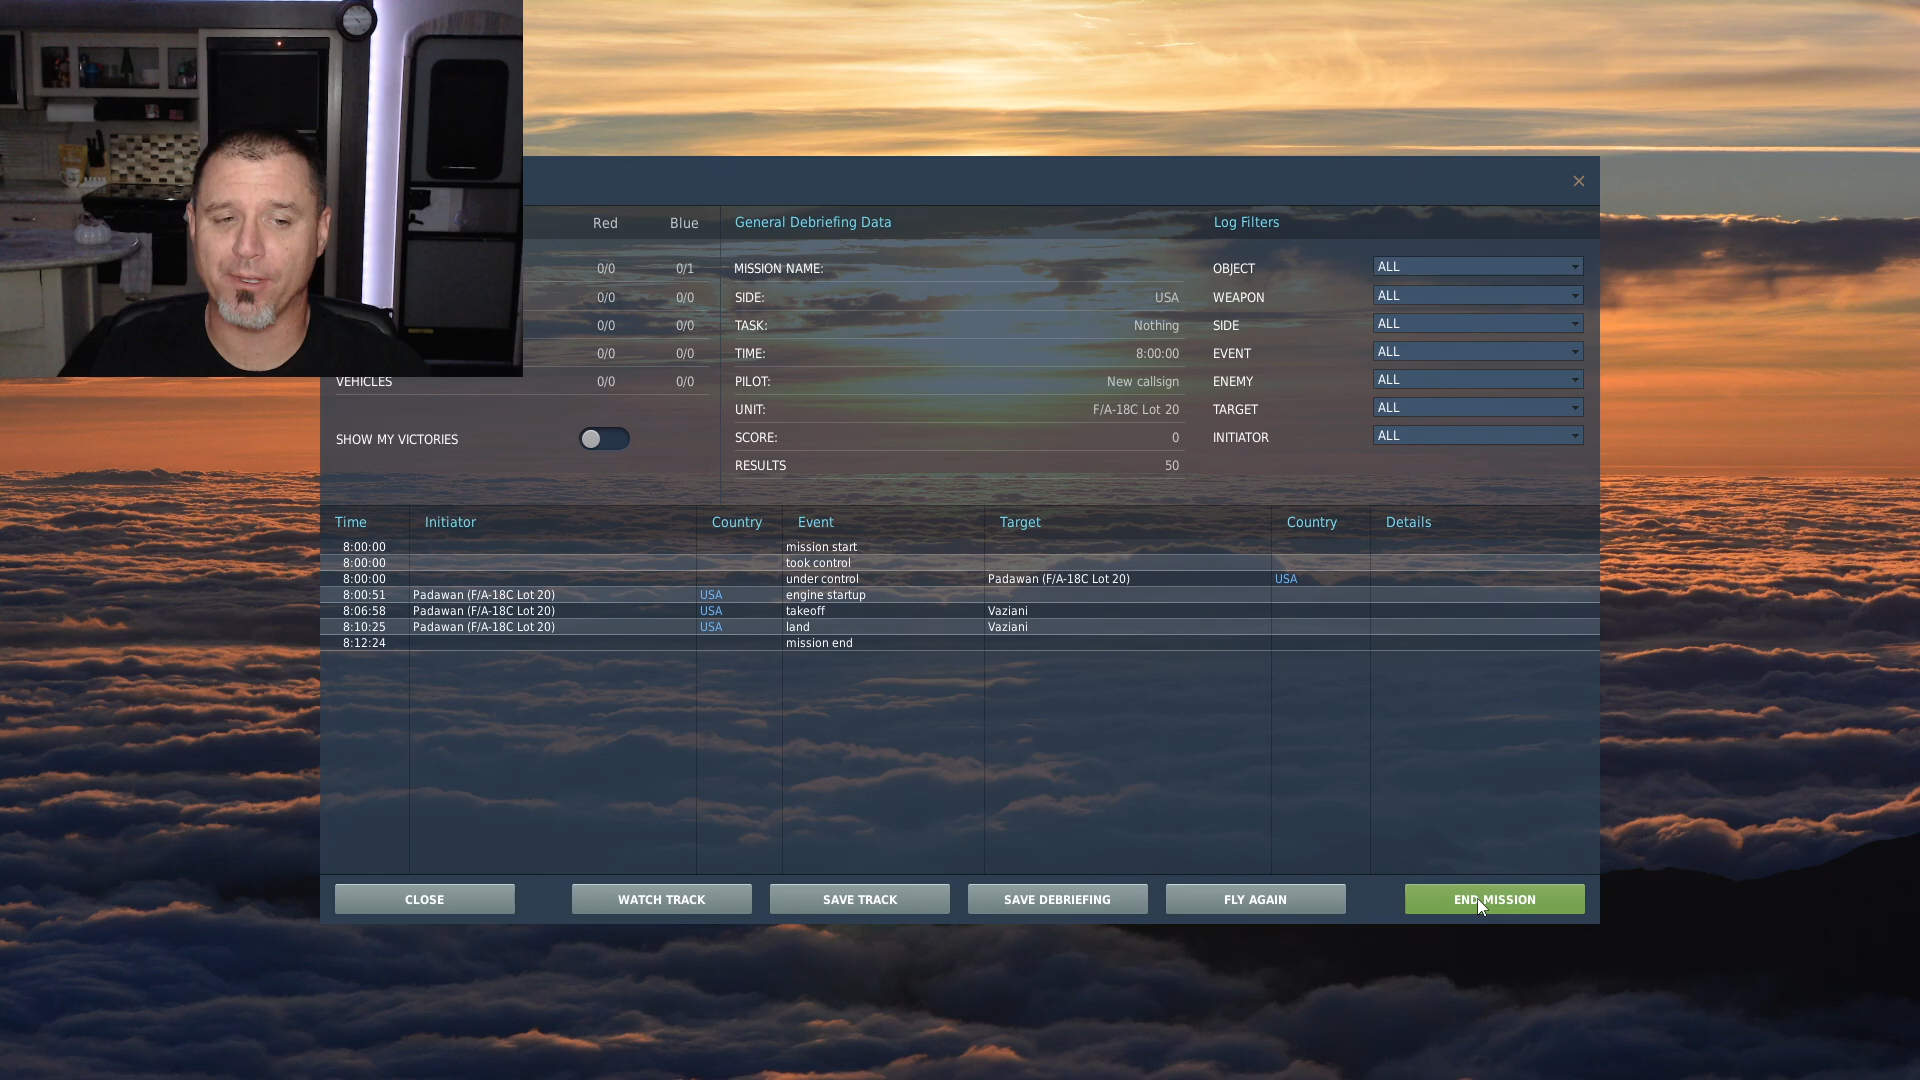 Red Blue General Debriefing Data Log Filters
0/0 0/1 MISSION NAME: OBJECT ALL
0/0 0/0 SIDE: USA WEAPON ALL
0/0 0/0 TASK: Nothing SIDE ALL
0/0 0/0 TIME: 8:00:00 EVENT ALL
VEHICLES 0/0 0/0 PILOT: New callsign ENEMY ALL
UNIT: F/A-18C Lot 20 TARGET ALL
SHOW MY VICTORIES SCORE: 0 INITIATOR ALL
RESULTS 50
Time Initiator Country Event Target Country Details
8:00:00 mission start
8:00:00 took control
8:00:00 under control Padawan (F/A-18C Lot 20) USA
8:00:51 Padawan (F/A-18C Lot 20) USA engine startup
8:06:58 Padawan (F/A-18C Lot 20) USA takeoff Vaziani
8:10:25 Padawan (F/A-18C Lot 20) USA land Vaziani
8:12:24 mission end
CLOSE WATCH TRACK SAVE TRACK SAVE DEBRIEFING FLY AGAIN END MISSION